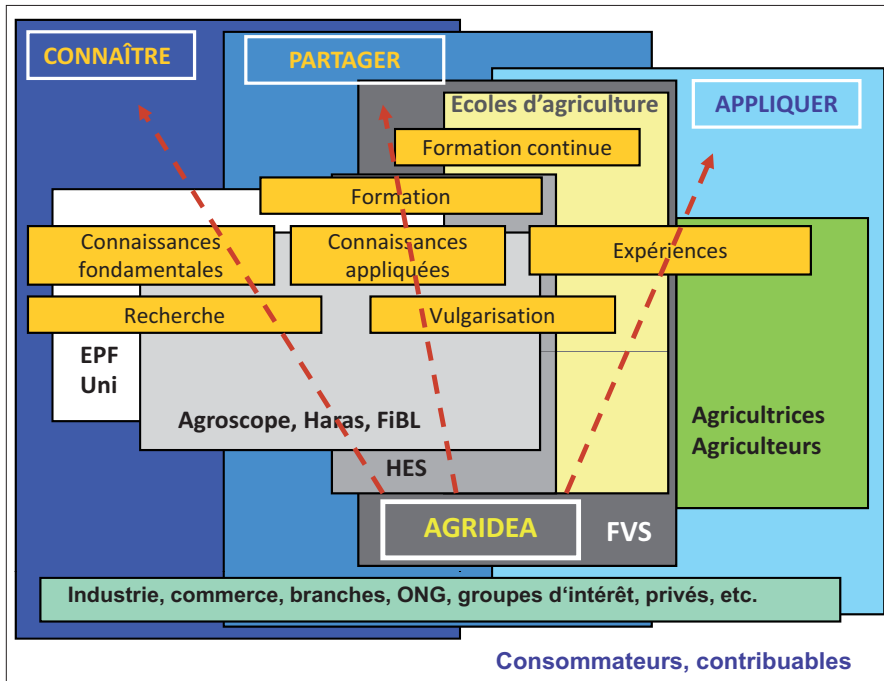 CONNAÎTRE
PARTAGER
APPLIQUER
Ecoles d'agriculture
Formation continue
Formation
Connaissances
fondamentales
Connaissances
appliquées
Expériences
Recherche
Vulgarisation
EPF
Uni
Agroscope, Haras, FiBL
Agricultrices
Agriculteurs
HES
AGRIDEA
FVS
Industrie, commerce, branches, ONG, groupes d‘intérêt, privés, etc.
Consommateurs, contribuables